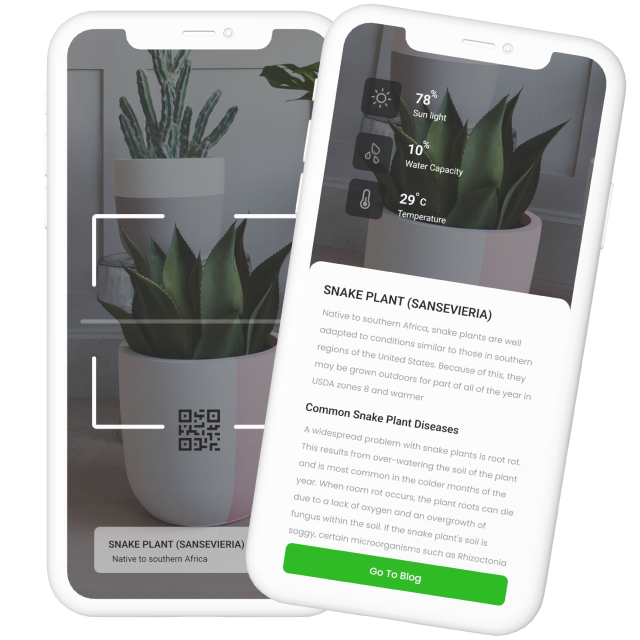 SNAKE PLANT (SANSEVIERIA)
Native to southern Africa
78%
Sun light
10%
Water Capacity
29° C
Temperature
SNAKE PLANT (SANSEVIERIA)
Native to southern Africa, snake plants are well
adapted to conditions similar to those in southern
regions of the United States. Because of this, they
may be grown outdoors for part of all of the year in
USDA zones 8 and warmer
Common Snake Plant Diseases
A widespread problem with snake plants is root rot.
This results from over-watering the soil of the plant
and is most common in the colder months of the
year. When room rot occurs, the plant roots can die
due to a lack of oxygen and an overgrowth of
fungus within the soil. If the snake plant's soil is
soggy, certain microorganisms such as Rhizoctonia
Go To Blog